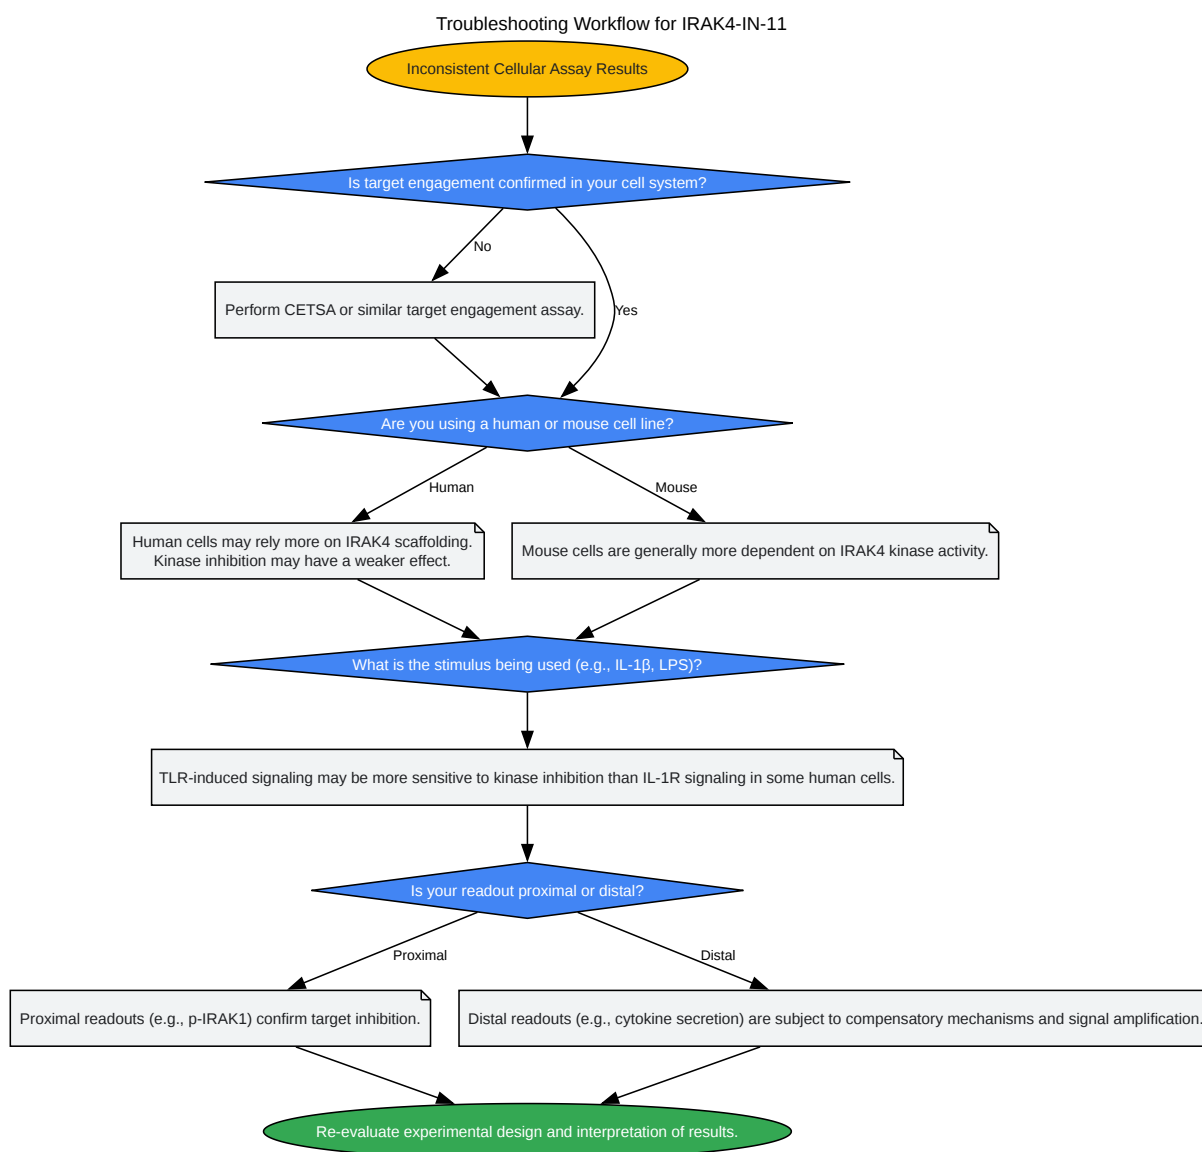 Troubleshooting Workflow for IRAK4-IN-11
Inconsistent Cellular Assay Results
Is target engagement confirmed in your cell system?
No
Perform CETSA or similar target engagement assay.
Yes
Are you using a human or mouse cell line?
Human
Mouse
Human cells may rely more on IRAK4 scaffolding.
Kinase inhibition may have a weaker effect.
Mouse cells are generally more dependent on IRAK4 kinase activity.
What is the stimulus being used (e.g., IL-1β, LPS)?
TLR-induced signaling may be more sensitive to kinase inhibition than IL-1R signaling in some human cells.
Is your readout proximal or distal?
Proximal
Distal
Proximal readouts (e.g., p-IRAK1) confirm target inhibition.
Distal readouts (e.g., cytokine secretion) are subject to compensatory mechanisms and signal amplification.
Re-evaluate experimental design and interpretation of results.